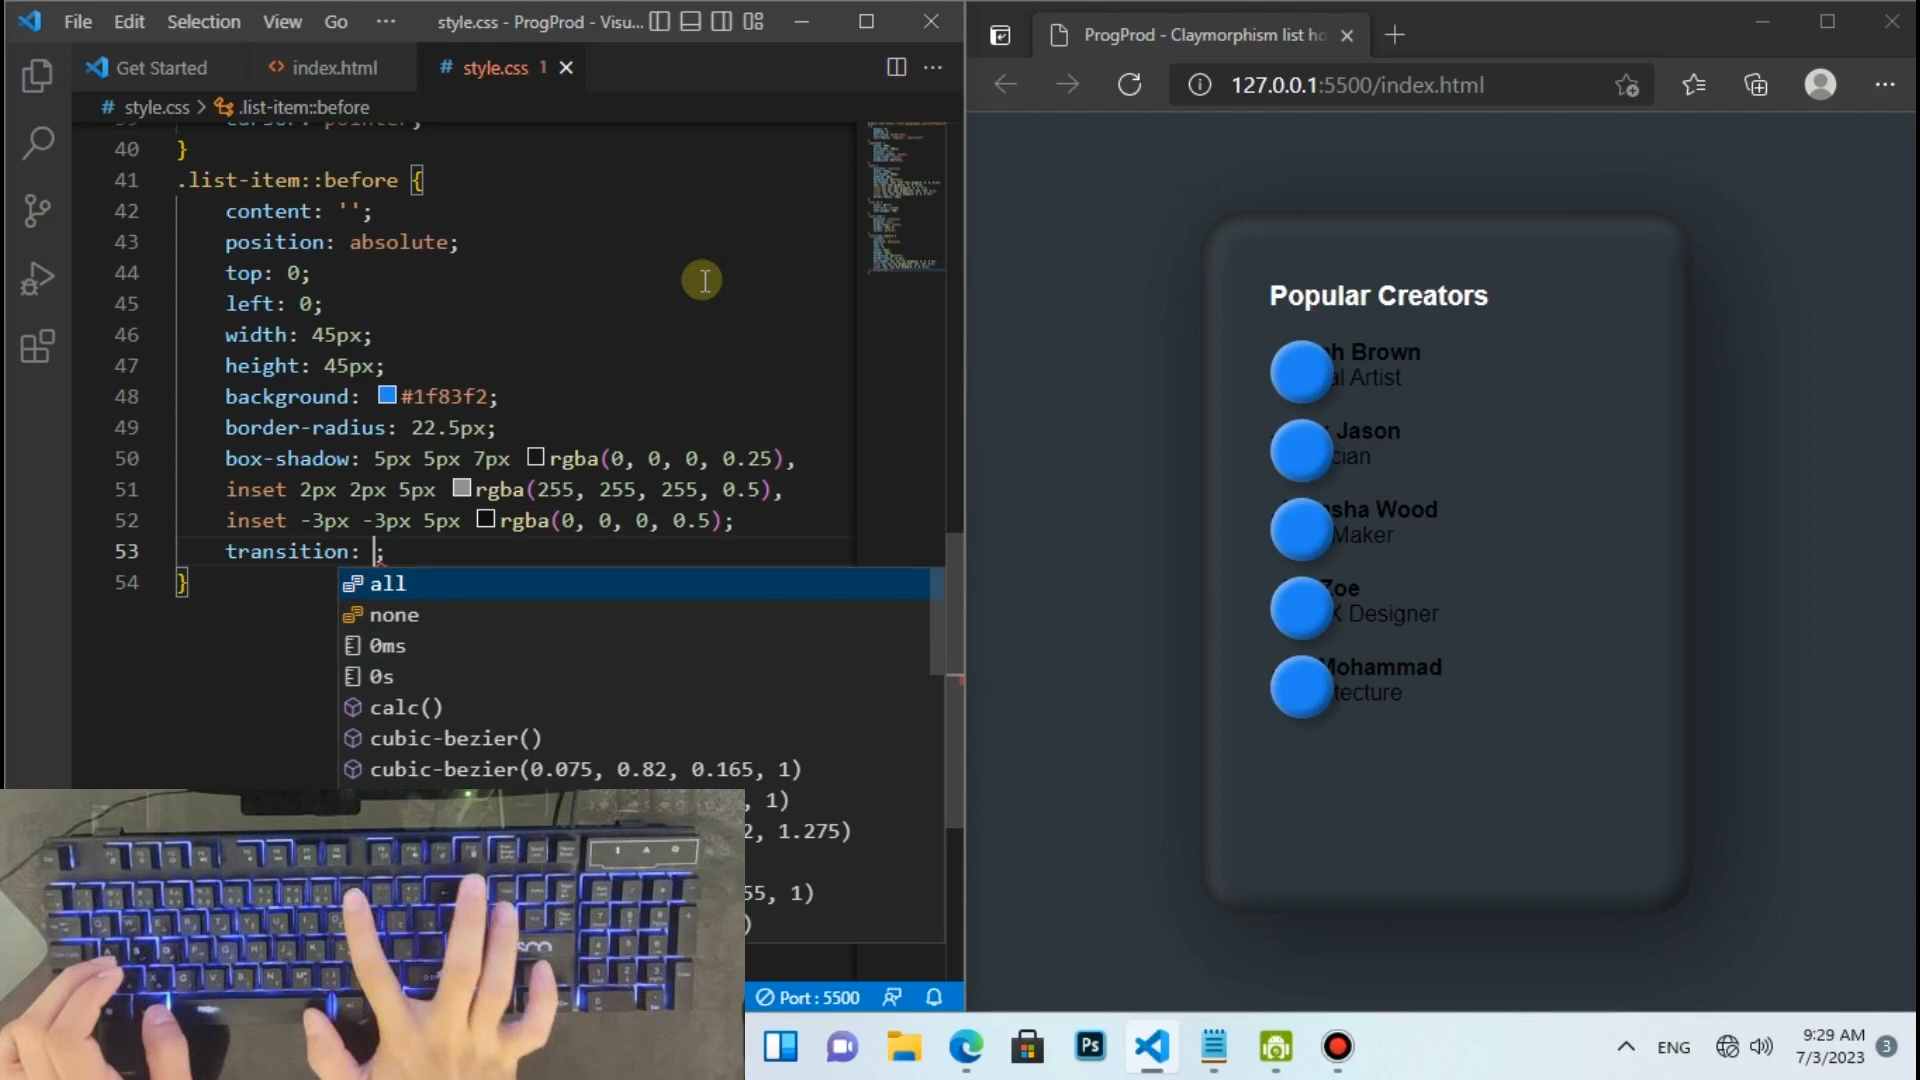 File Edit Selection View Go ··· style.css - ProgProd - Visu...
Get Started index.html # style.css 1
# style.css > .list-item::before
40 }
41 .list-item::before {
42 content: '';
43 position: absolute;
44 top: 0;
45 left: 0;
46 width: 45px;
47 height: 45px;
48 background: #1f83f2;
49 border-radius: 22.5px;
50 box-shadow: 5px 5px 7px rgba(0, 0, 0, 0.25),
51 inset 2px 2px 5px rgba(255, 255, 255, 0.5),
52 inset -3px -3px 5px rgba(0, 0, 0, 0.5);
53 transition: ;
54 }
all
none
0ms
0s
calc()
cubic-bezier()
cubic-bezier(0.075, 0.82, 0.165, 1)
, 1)
2, 1.275)
55, 1)
)
Port : 5500
ProgProd - Claymorphism list ho
127.0.0.1:5500/index.html
Popular Creators
h Brown
al Artist
Jason
cian
sha Wood
Maker
Zoe
X Designer
Mohammad
tecture
Ps
ENG
9:29 AM
7/3/2023
3